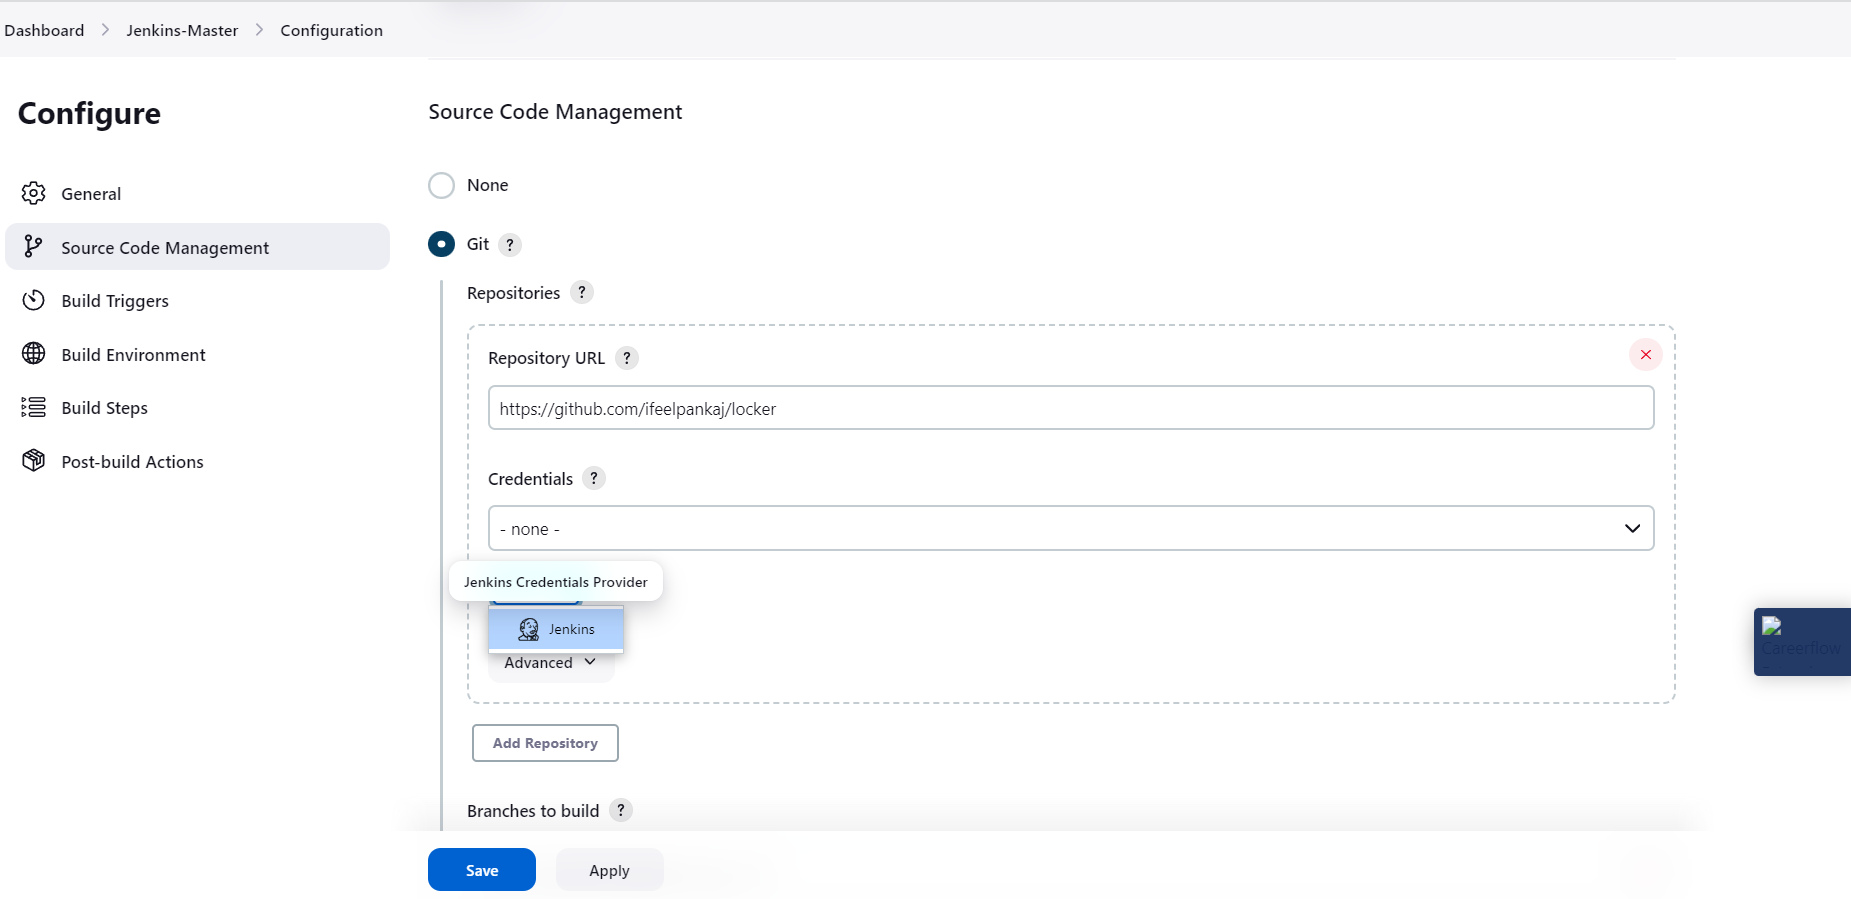 Dashboard > Jenkins-Master > Configuration
Configure
General
Source Code Management
Build Triggers
Build Environment
Build Steps
Post-build Actions
Source Code Management
None
Git ?
Repositories ?
Repository URL ?
https://github.com/ifeelpankaj/locker
Credentials ?
- none -
Jenkins Credentials Provider
Jenkins
Advanced
Add Repository
Branches to build ?
Save
Apply
Careerflow